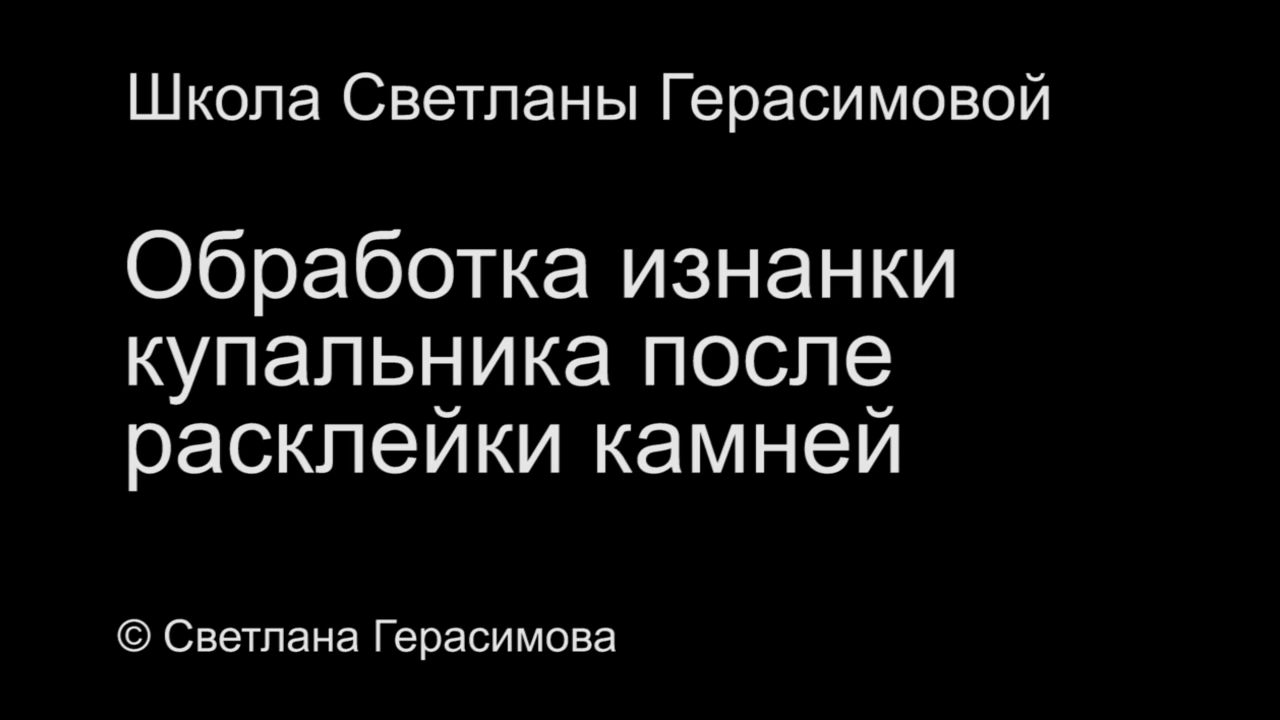 Школа Светланы Герасимовой
Обработка изнанки
купальника после
расклейки камней
© Светлана Герасимова